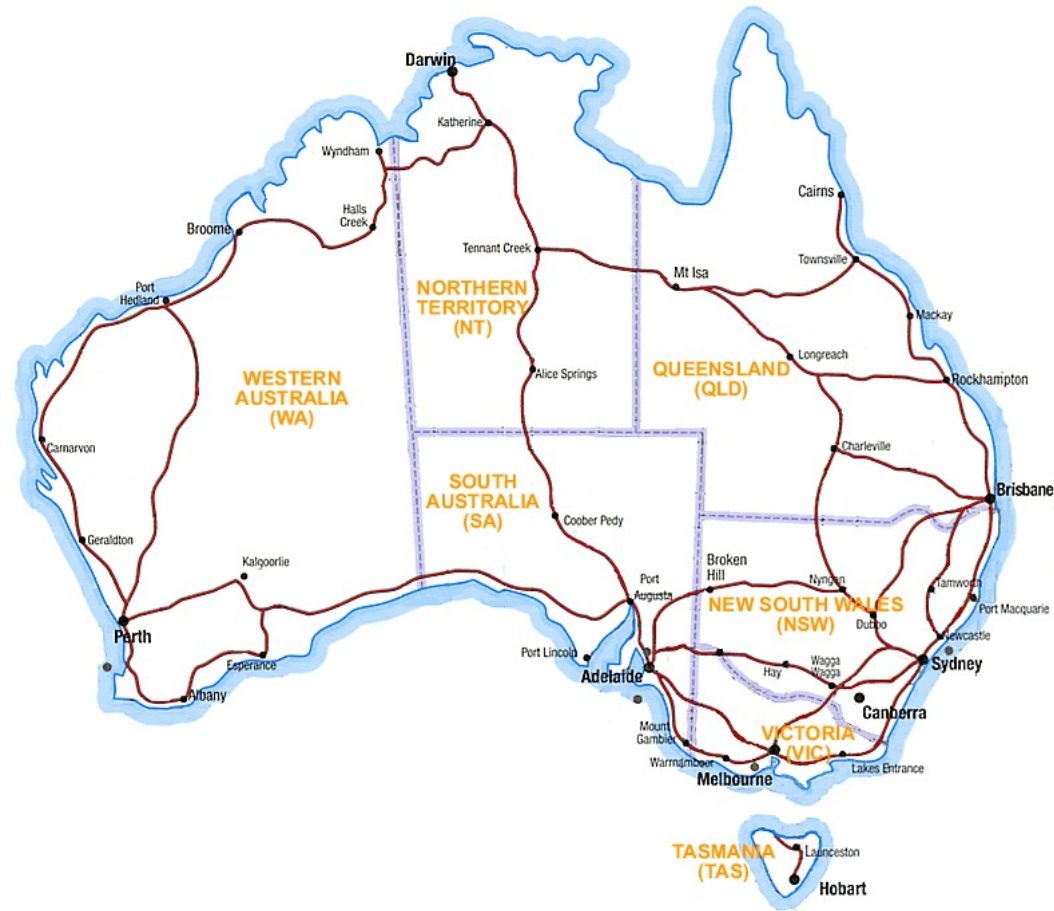 Darwin
Katherine
Wyndham
Cairns
Halls
Creek
Broome
Tennant Creek
Townsville
Mt Isa
Port
Hedland
NORTHERN
TERRITORY
(NT)
Mackay
Longreach
WESTERN
AUSTRALIA
(WA)
Alice Springs
QUEENSLAND
(QLD)
Rockhampton
Carnarvon
Charleville
SOUTH
AUSTRALIA
(SA)
Brisbane
Coober Pedy
Geraldton
Kalgoorlie
Broken
Hill
Port
Augusta
Nyngan
Tamworth
NEW SOUTH WALES
(NSW)
Port Macquarie
Dubbo
Perth
Newcastle
Port Lincoln
Esperance
Adelaide
Hay
Wagga
Wagga
Sydney
Albany
Canberra
Mount
Gambier
VICTORIA
(VIC)
Warrnambool
Melbourne
Lakes Entrance
TASMANIA
(TAS)
Launceston
Hobart